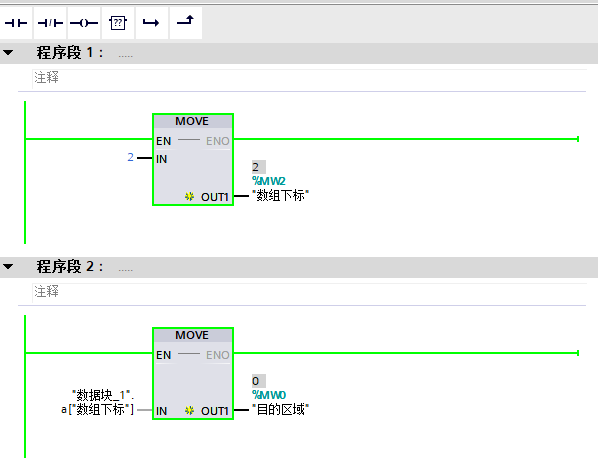 ??
程序段 1： .....
注释
MOVE
EN ENO
2 IN
2
%MW2
OUT1 "数组下标"
程序段 2： .....
注释
MOVE
EN ENO
0
%MW0
"数据块_1".
a["数组下标"] IN OUT1 "目的区域"